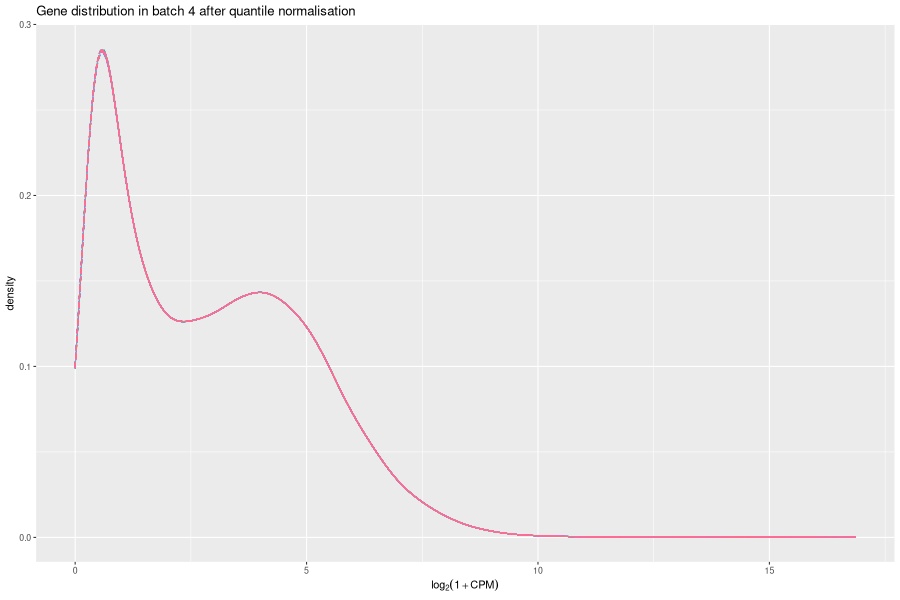 Gene distribution in batch 4 after quantile normalisation
0.3
0.2
density
0.1
0.0
0 5 10 15
log₂(1 + CPM)